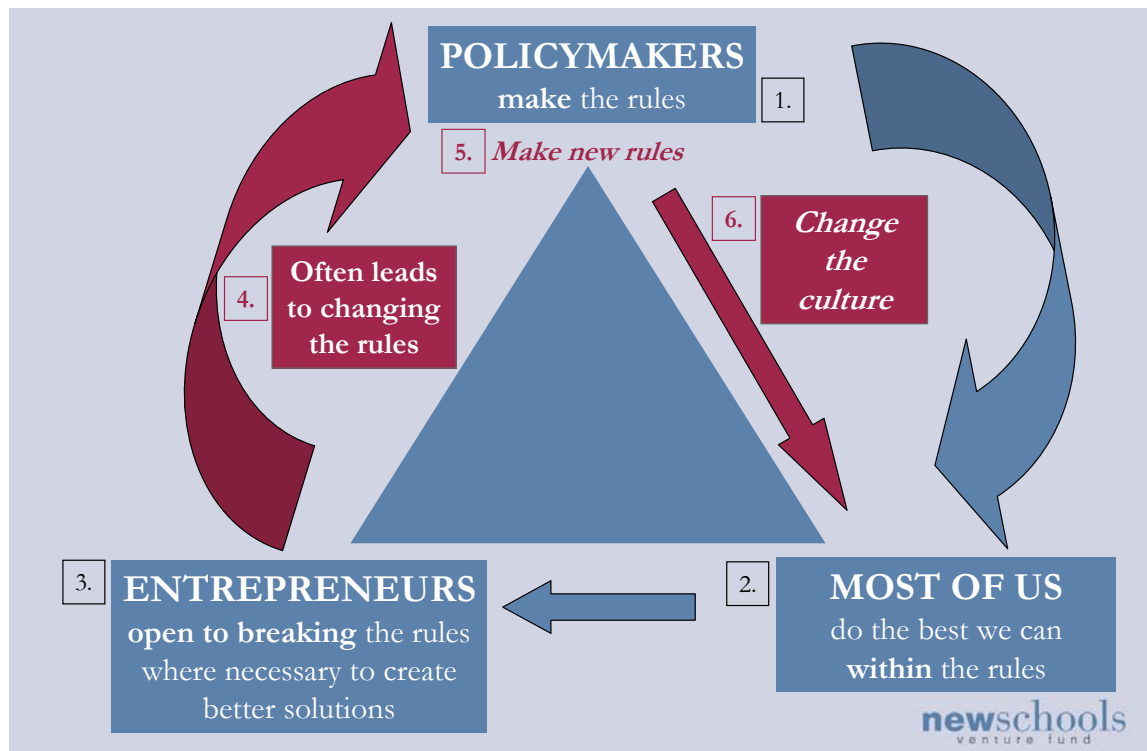 POLICYMAKERS
make the rules
1.
5. Make new rules
6.
Change
the
culture
4.
Often leads
to changing
the rules
3.
ENTREPRENEURS
open to breaking the rules
where necessary to create
better solutions
2.
MOST OF US
do the best we can
within the rules
newschools
venture fund